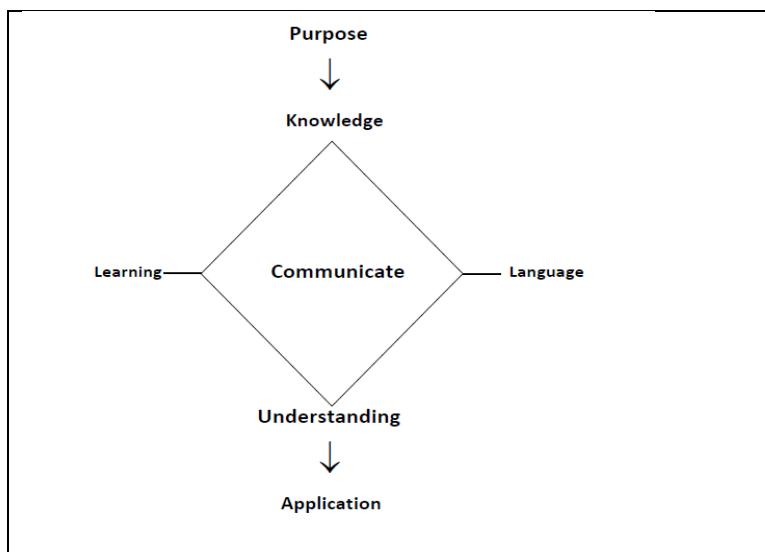 Purpose
Knowledge
Learning
Communicate
Language
Understanding
Application